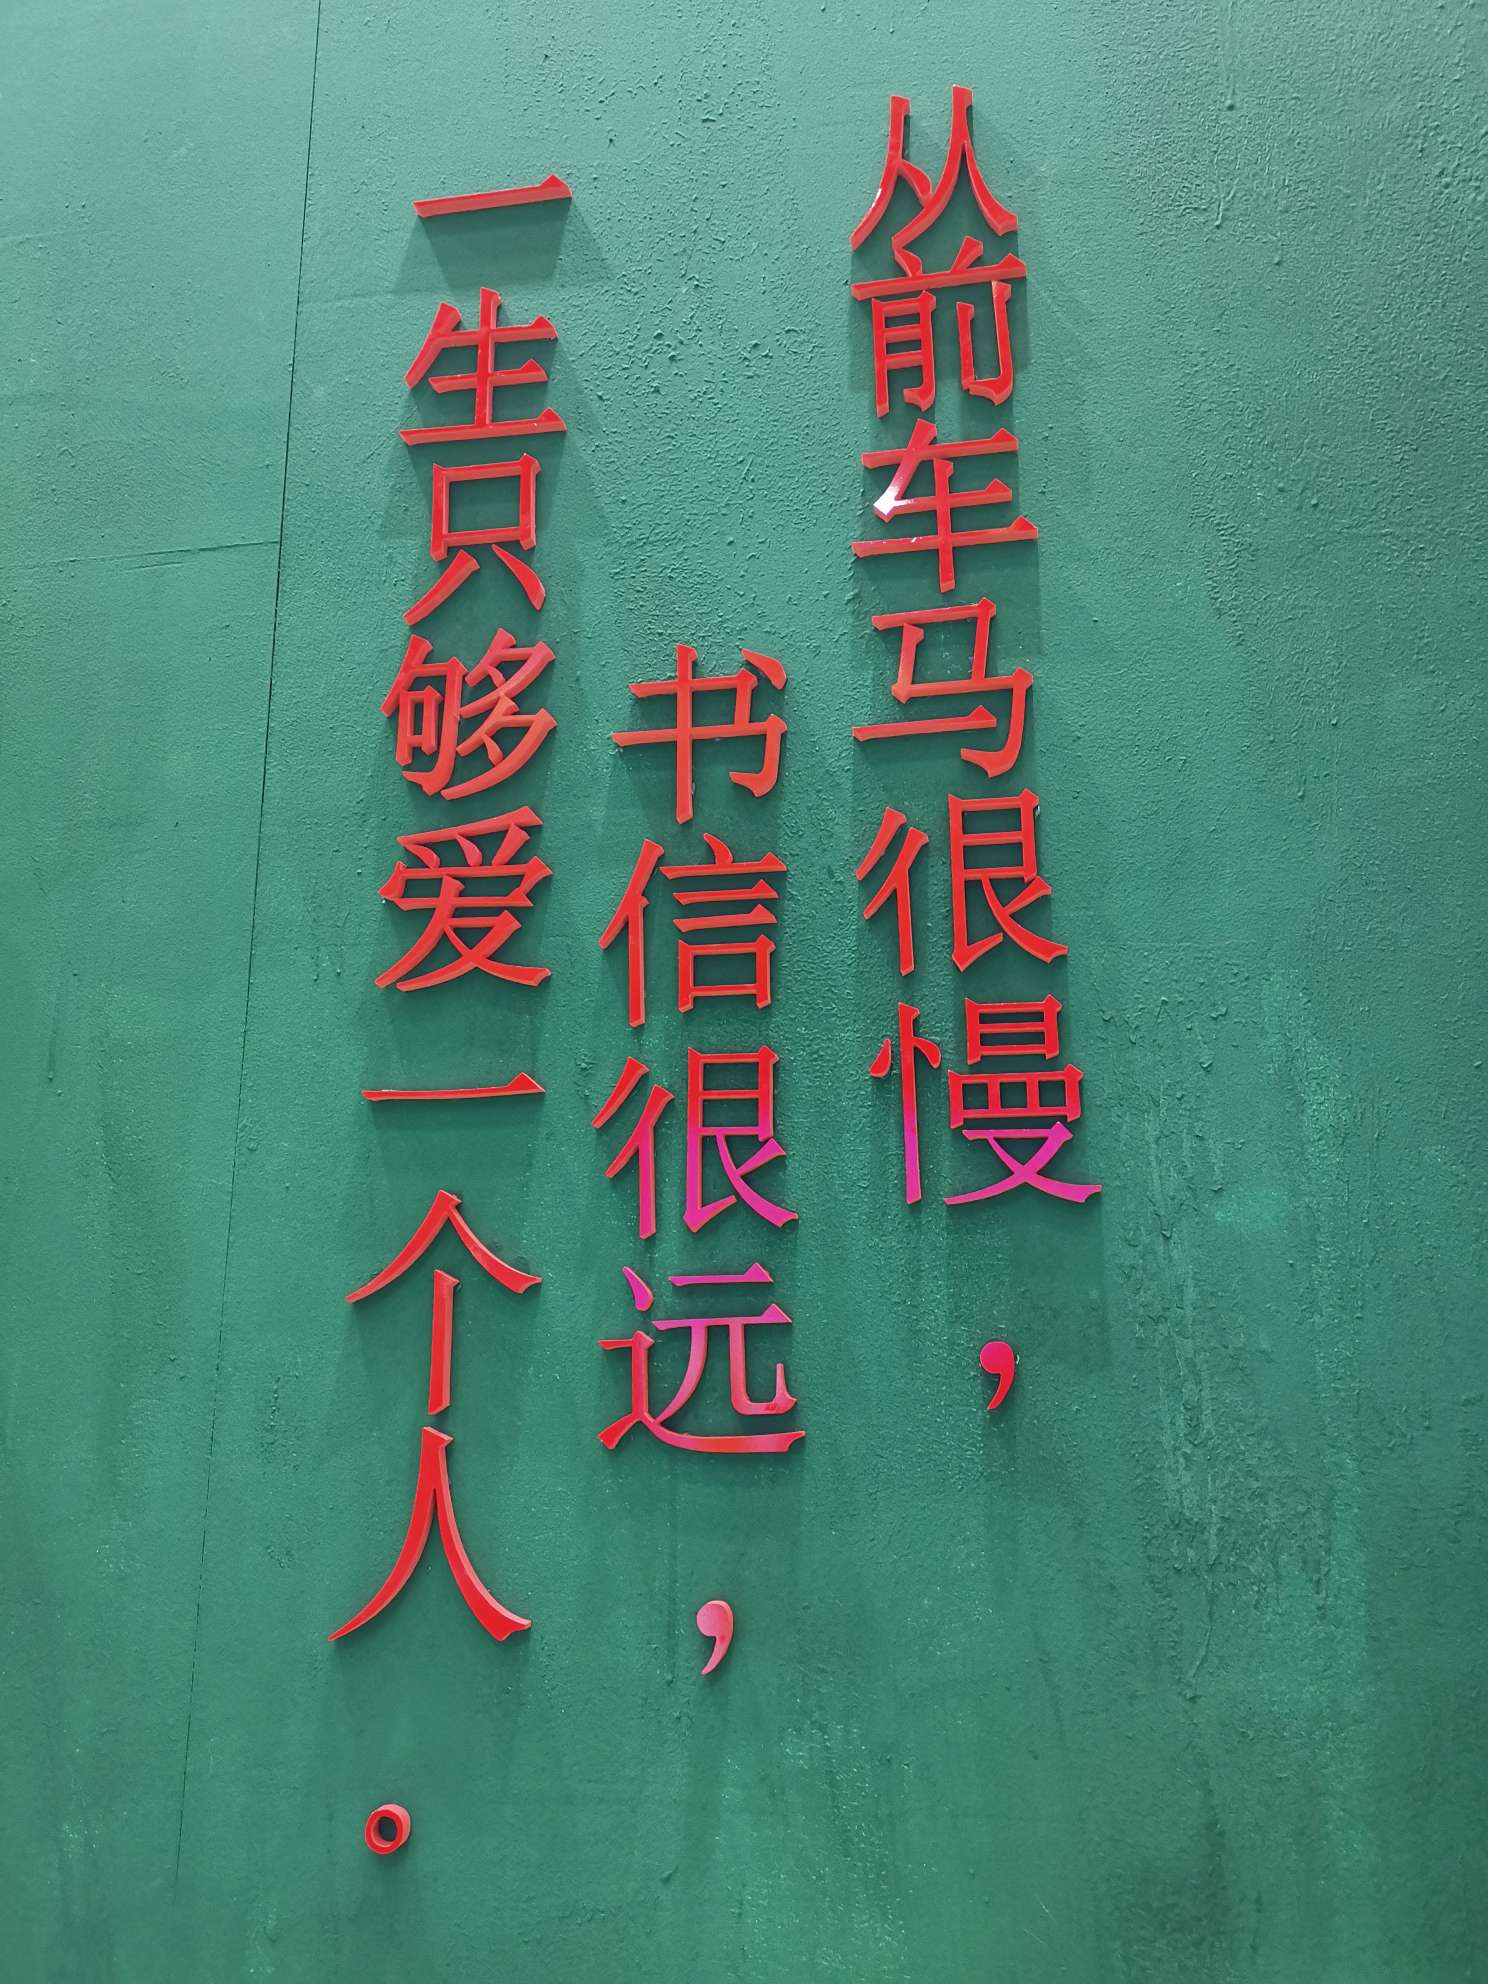 从前车马很慢，
书信很远，
一生只够爱一个人。